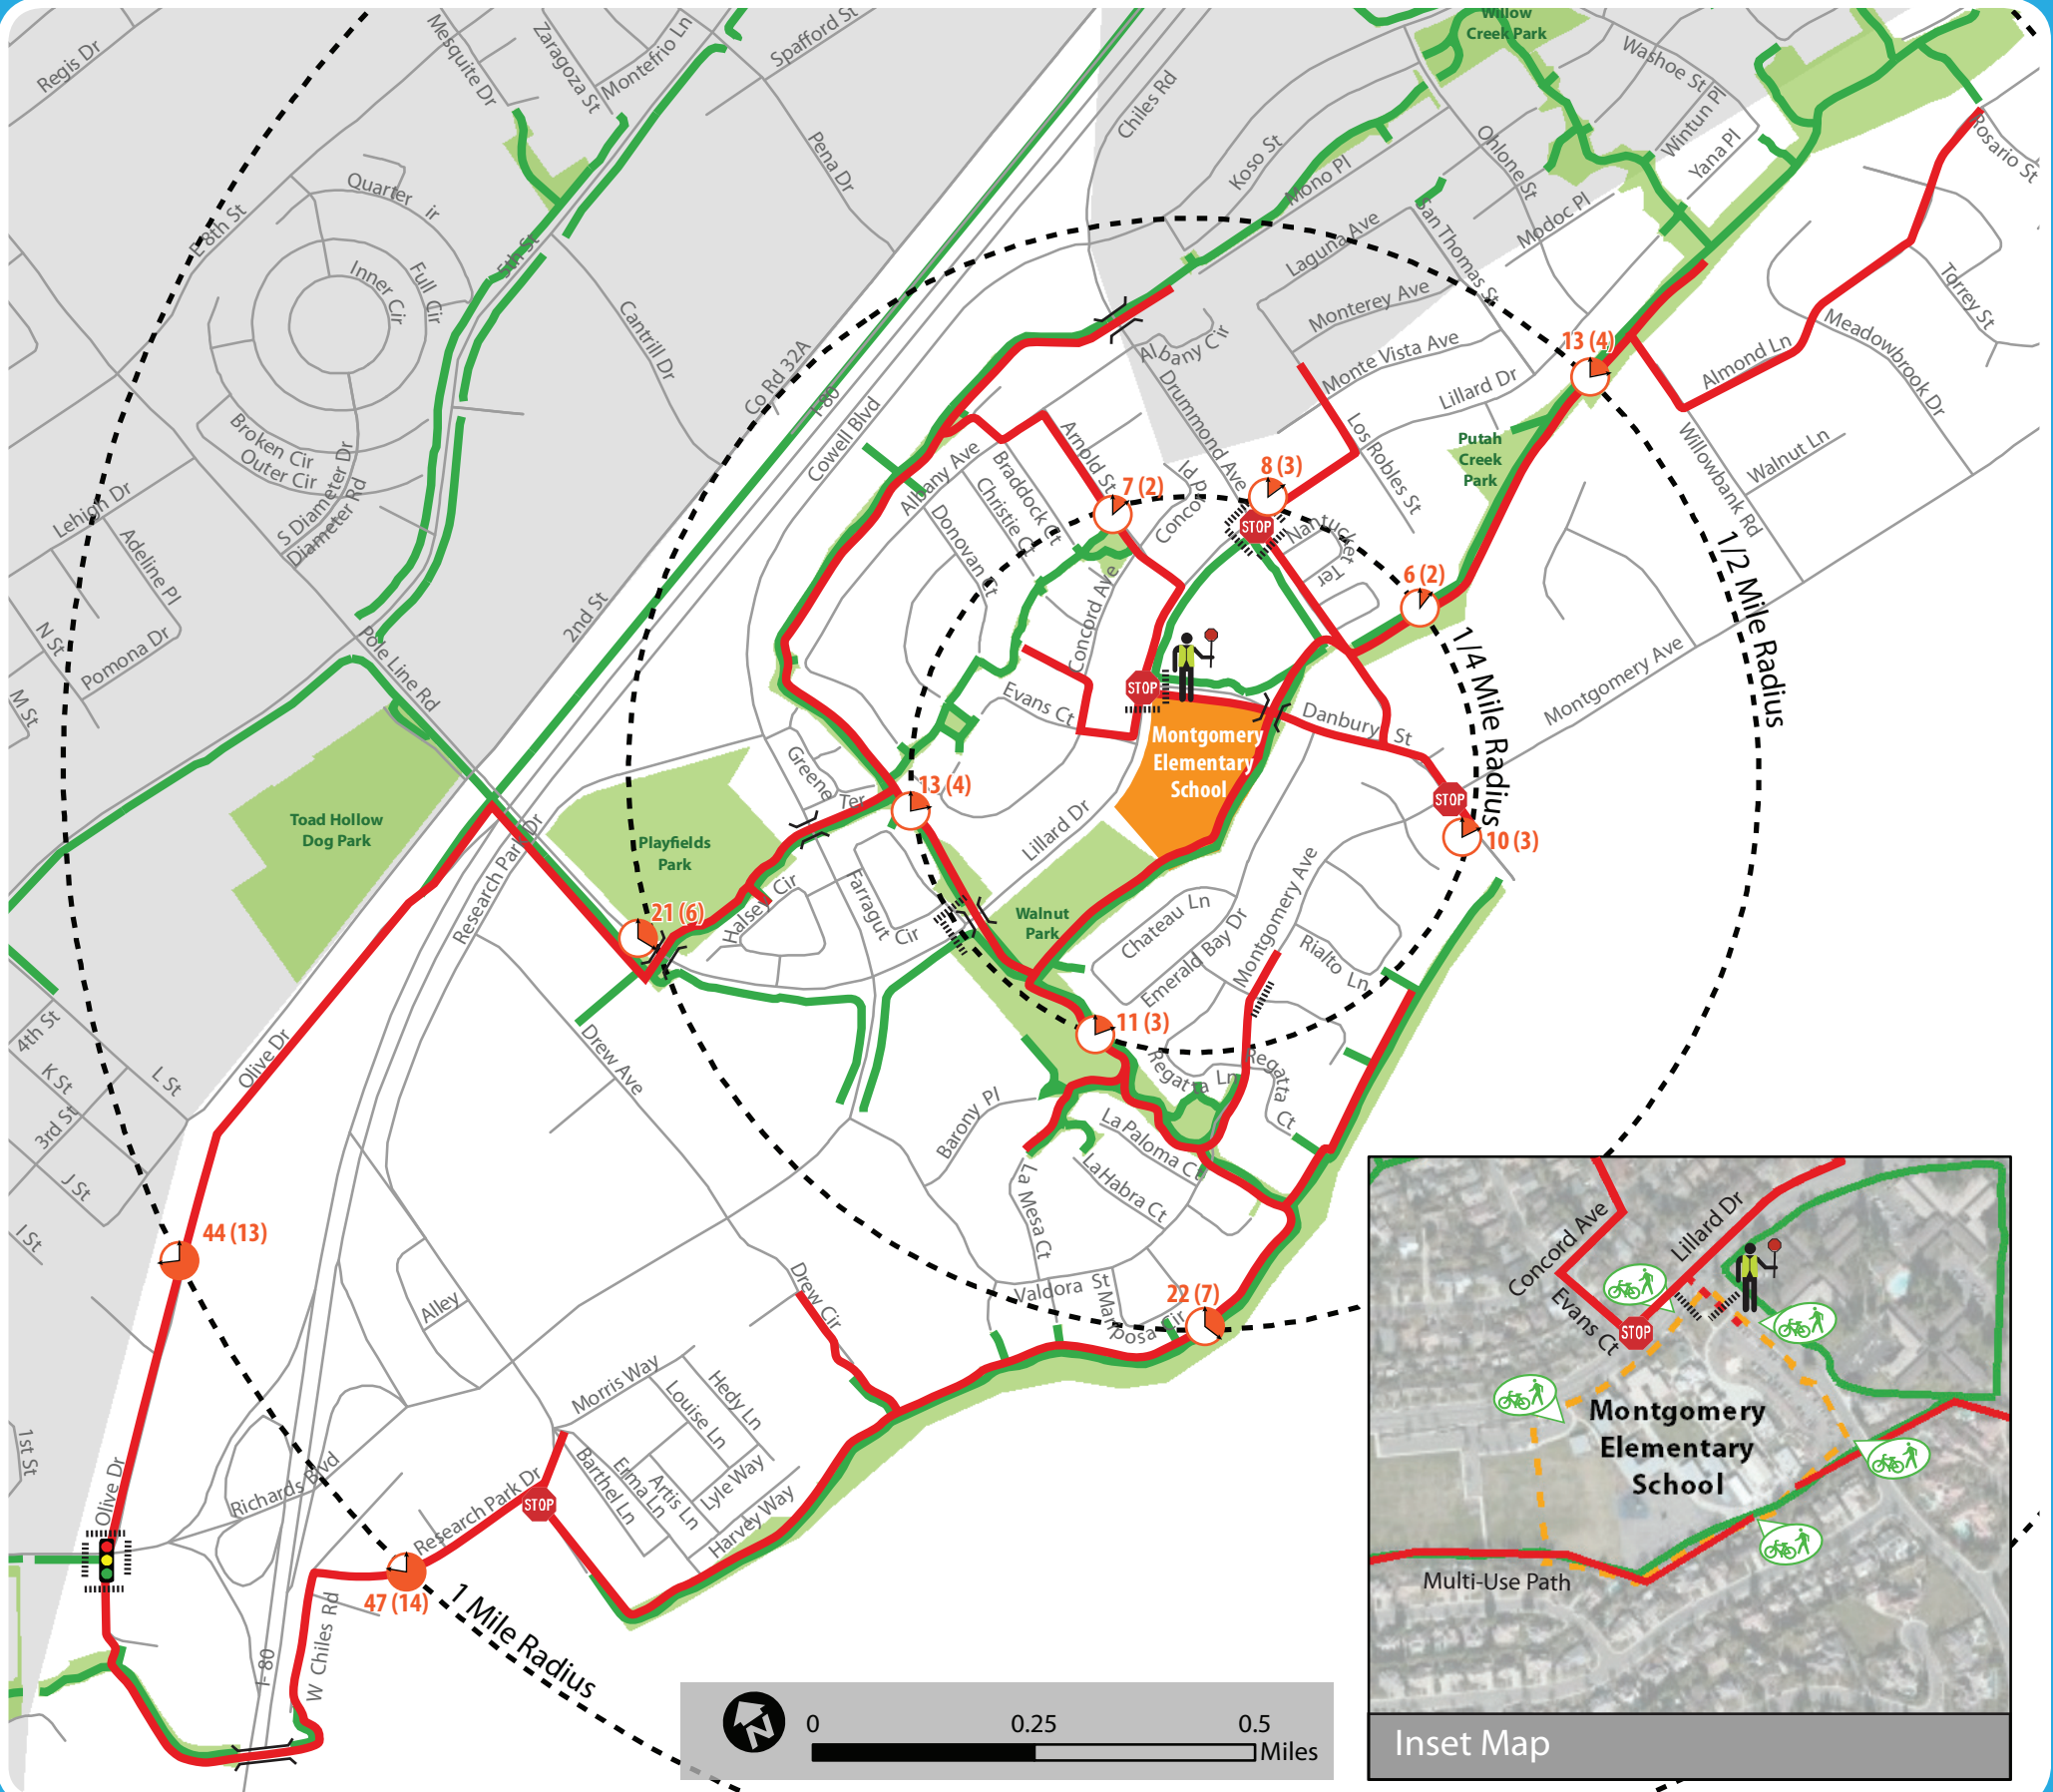 Regis Dr
Mesquite Dr
Zaragoza St
Montefrio Ln
Spafford St
Pena Dr
Chiles Rd
Willow
Creek Park
Washoe St
Wintun Pl
Yana Pl
Ohlone St
Koso St
Mono Pl
Modoc Pl
Rosario St
Torrey St
E 8th St
Quarter ir
Inner Cir
Full Cir
5th St
Cantrill Dr
Co Rd 32A
I-80
Cowell Blvd
Laguna Ave
San Thomas St
Monterey Ave
Monte Vista Ave
Albany Cir
Drummond Ave
Lillard Dr
Los Robles St
13 (4)
Almond Ln
Meadowbrook Dr
Willowbank Rd
Walnut Ln
Putah
Creek
Park
Broken Cir
Outer Cir
S Diameter Dr
Diameter Rd
Lehigh Dr
Adeline Pl
N St
Pomona Dr
M St
Pole Line Rd
2nd St
Albany Ave
Braddock Ct
Christie Ct
Donovan Ct
Arnold St
7 (2)
8 (3)
STOP
Nantucket
Ter
6 (2)
Concord Ave
Evans Ct
STOP
Danbury St
Montgomery
Elementary
School
1/4 Mile Radius
1/2 Mile Radius
Montgomery Ave
STOP
10 (3)
Toad Hollow
Dog Park
Research Park Dr
Playfields
Park
Greene Ter
13 (4)
Lillard Dr
21 (6)
Halsey Cir
Farragut Cir
Walnut
Park
Chateau Ln
Emerald Bay Dr
Montgomery Ave
Rialto Ln
11 (3)
Regatta Ln
Regatta Ct
4th St
K St
L St
3rd St
J St
I St
1st St
Olive Dr
Drew Ave
Barony Pl
La Paloma Ct
La Habra Ct
La Mesa Ct
Valdora St
Mariposa Cir
22 (7)
44 (13)
Alley
Drew Cir
Morris Way
Louise Ln
Hedy Ln
Barthel Ln
Erma Ln
Artis Ln
Lyle Way
Harvey Way
Richards Blvd
Olive Dr
Research Park Dr
STOP
47 (14)
W Chiles Rd
I- 80
1 Mile Radius
N
0
0.25
0.5
Miles
Concord Ave
Lillard Dr
Evans Ct
STOP
Montgomery
Elementary
School
Multi-Use Path
Inset Map